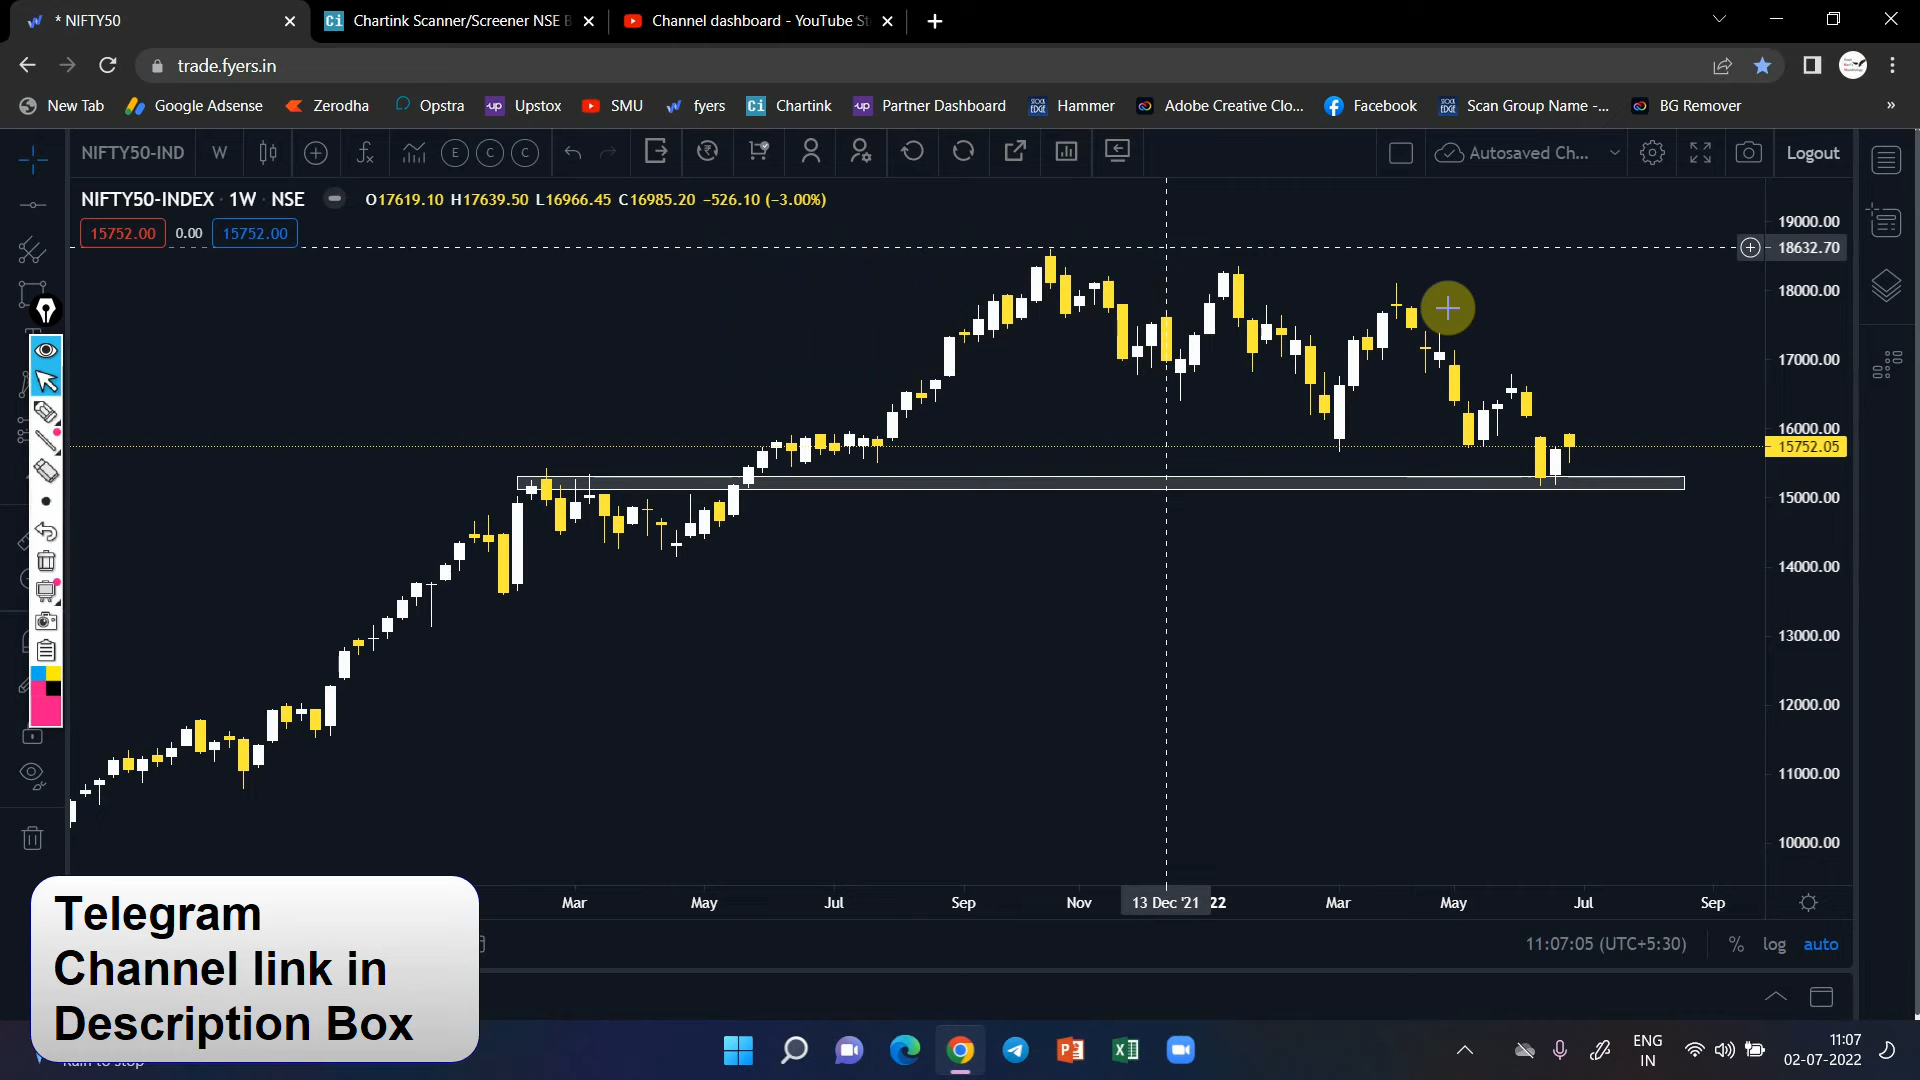 * NIFTY50
Chartink Scanner/Screener NSE B
Channel dashboard - YouTube St
trade.fyers.in
New Tab
Google Adsense
Zerodha
Opstra
up Upstox
SMU
fyers
Ci Chartink
up Partner Dashboard
Hammer
Adobe Creative Clo...
Facebook
Scan Group Name -...
BG Remover
»
NIFTY50-IND W
E C C
Autosaved Ch...
Logout
NIFTY50-INDEX · 1W NSE O17619.10 H17639.50 L16966.45 C16985.20 −526.10 (−3.00%)
15752.00 0.00 15752.00
19000.00
18632.70
18000.00
17000.00
16000.00
15752.05
15000.00
14000.00
13000.00
12000.00
11000.00
10000.00
Mar May Jul Sep Nov 13 Dec '21 22 Mar May Jul Sep
11:07:05 (UTC+5:30) % log auto
Telegram
Channel link in
Description Box
ENG
IN
11:07
02-07-2022